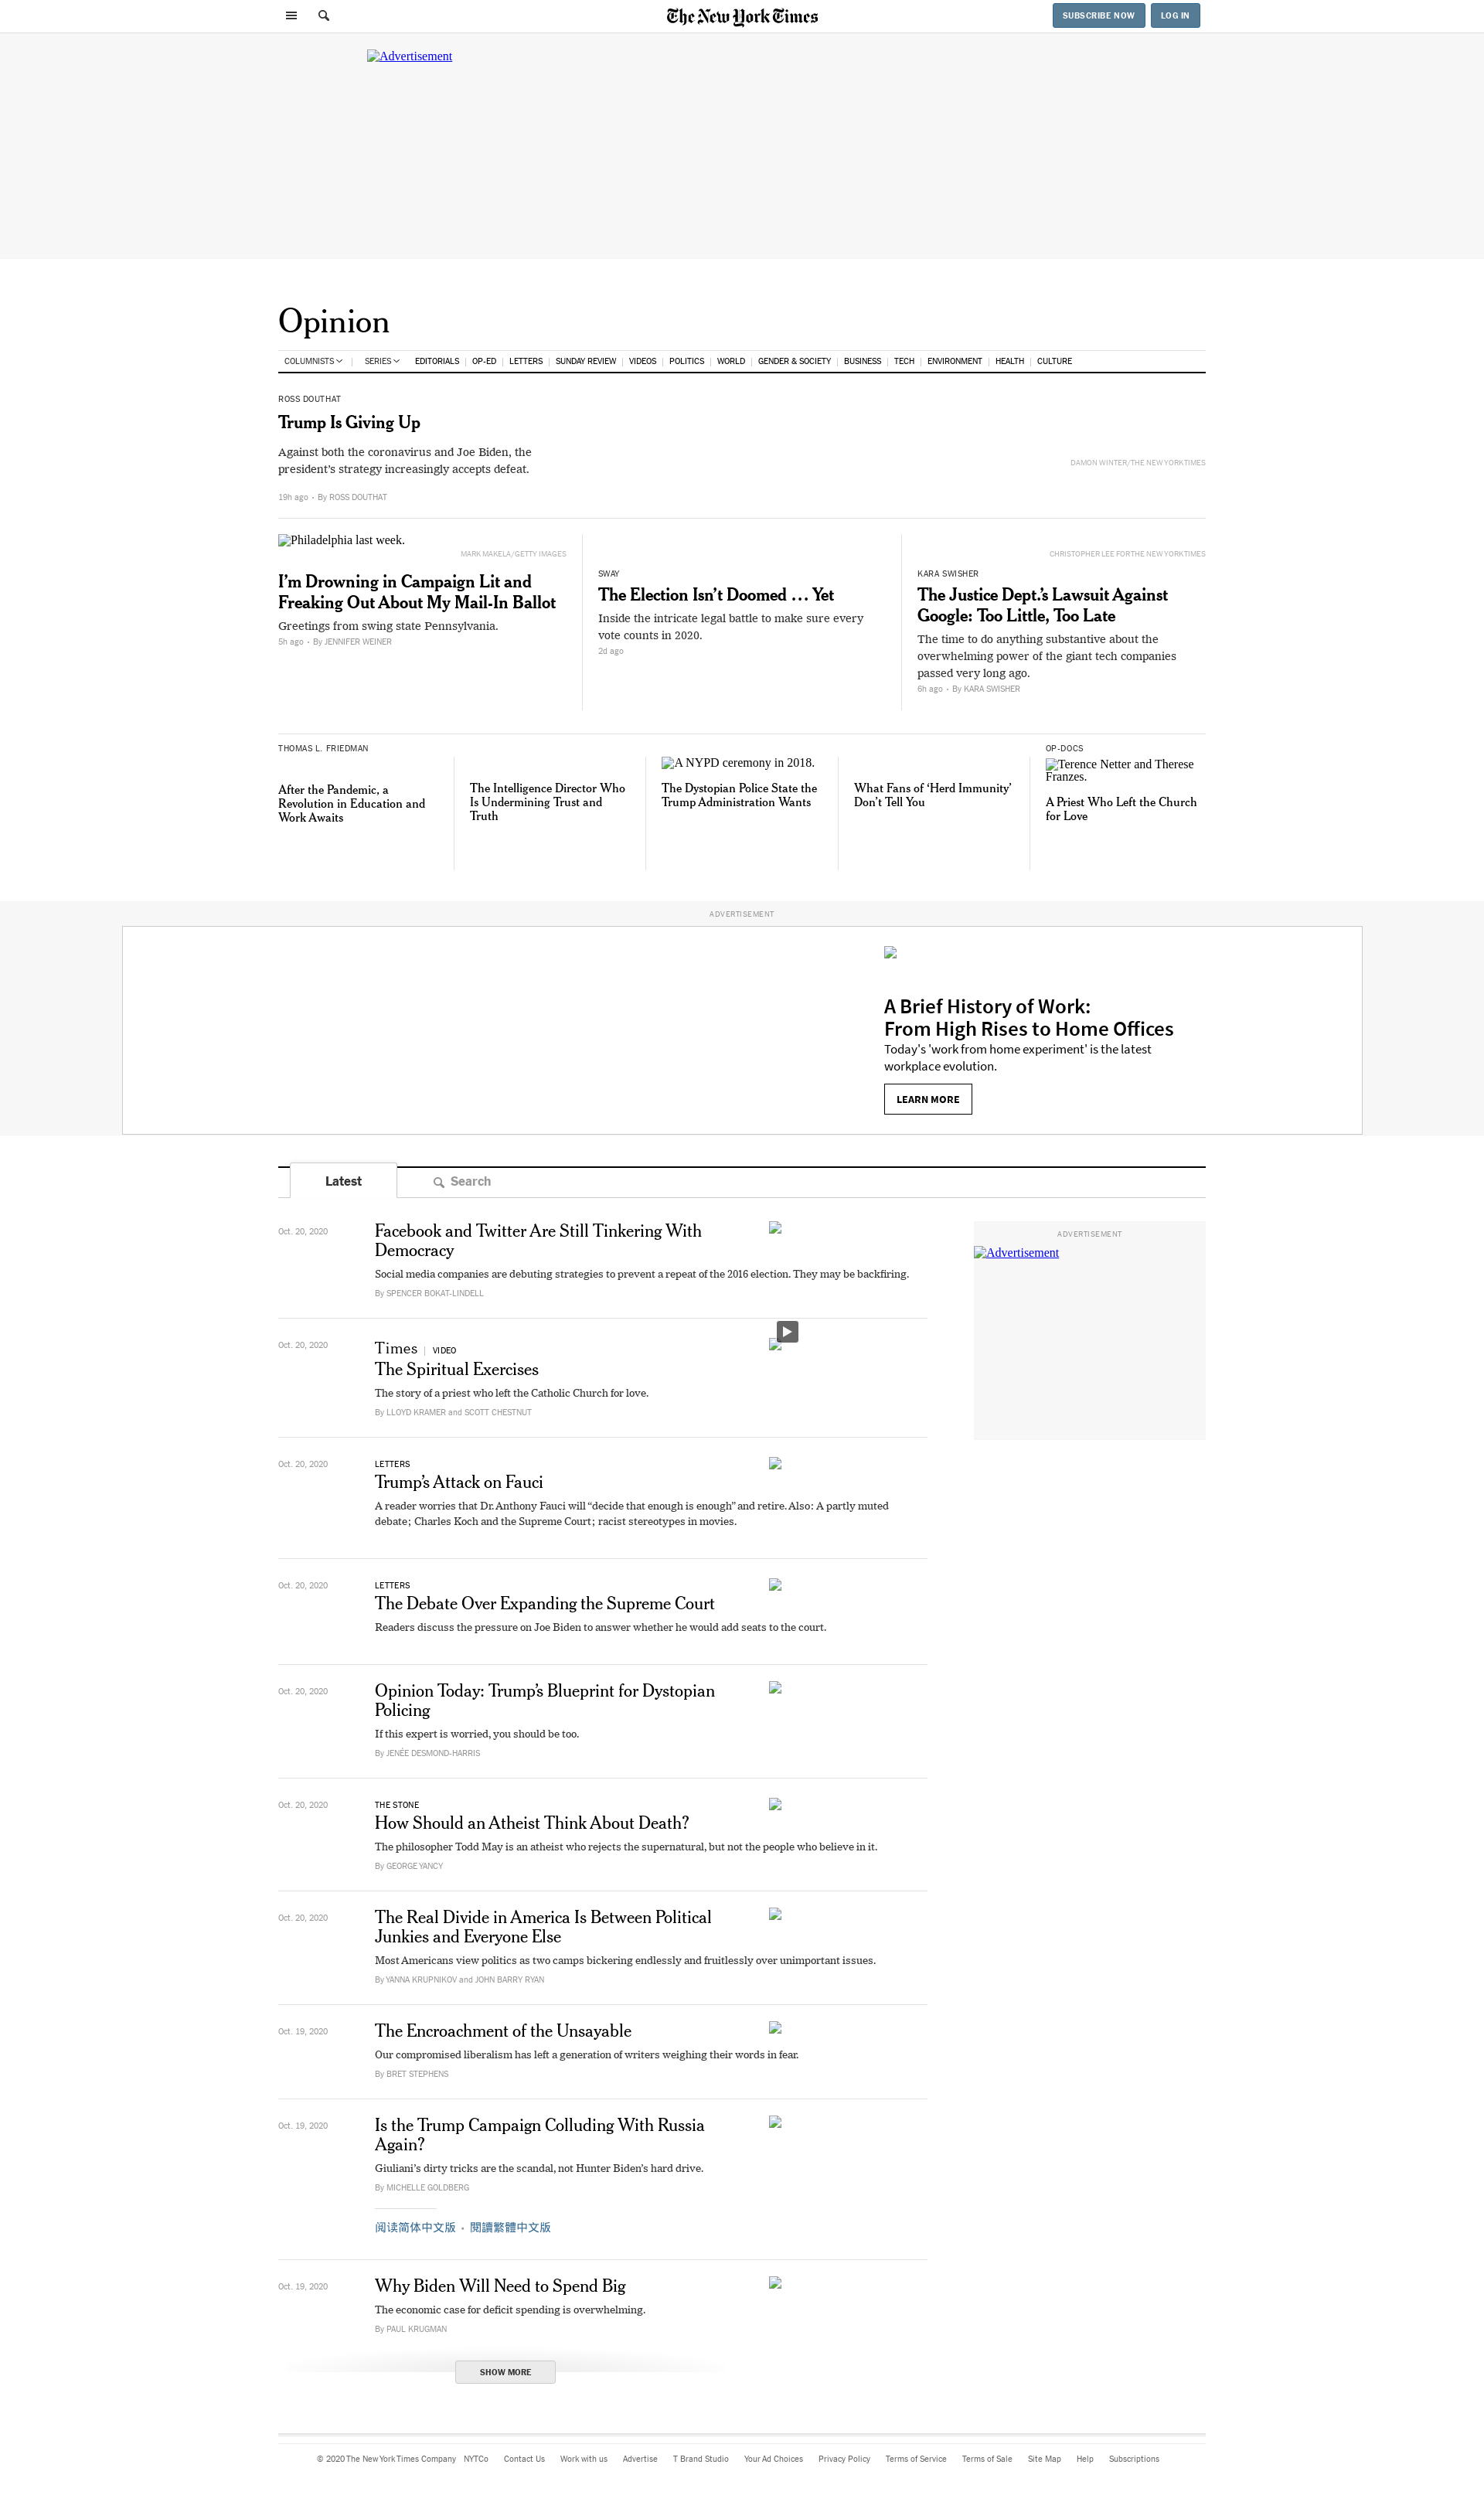 The New York Times
SUBSCRIBE NOW
LOG IN
Advertisement
Opinion
COLUMNISTS
SERIES
EDITORIALS
OP-ED
LETTERS
SUNDAY REVIEW
VIDEOS
POLITICS
WORLD
GENDER & SOCIETY
BUSINESS
TECH
ENVIRONMENT
HEALTH
CULTURE
ROSS DOUTHAT
Trump Is Giving Up
Against both the coronavirus and Joe Biden, the
president's strategy increasingly accepts defeat.
19h ago • By ROSS DOUTHAT
DAMON WINTER/THE NEW YORK TIMES
Philadelphia last week.
MARK MAKELA/GETTY IMAGES
I’m Drowning in Campaign Lit and
Freaking Out About My Mail-In Ballot
Greetings from swing state Pennsylvania.
5h ago • By JENNIFER WEINER
SWAY
The Election Isn’t Doomed … Yet
Inside the intricate legal battle to make sure every
vote counts in 2020.
2d ago
CHRISTOPHER LEE FOR THE NEW YORK TIMES
KARA SWISHER
The Justice Dept.’s Lawsuit Against
Google: Too Little, Too Late
The time to do anything substantive about the
overwhelming power of the giant tech companies
passed very long ago.
6h ago • By KARA SWISHER
THOMAS L. FRIEDMAN
After the Pandemic, a
Revolution in Education and
Work Awaits
The Intelligence Director Who
Is Undermining Trust and
Truth
A NYPD ceremony in 2018.
The Dystopian Police State the
Trump Administration Wants
What Fans of ‘Herd Immunity’
Don’t Tell You
OP-DOCS
Terence Netter and Therese
Franzes.
A Priest Who Left the Church
for Love
ADVERTISEMENT
A Brief History of Work:
From High Rises to Home Offices
Today's 'work from home experiment' is the latest
workplace evolution.
LEARN MORE
Latest
Search
Oct. 20, 2020
Facebook and Twitter Are Still Tinkering With
Democracy
Social media companies are debuting strategies to prevent a repeat of the 2016 election. They may be backfiring.
By SPENCER BOKAT-LINDELL
ADVERTISEMENT
Advertisement
Oct. 20, 2020
Times | VIDEO
The Spiritual Exercises
The story of a priest who left the Catholic Church for love.
By LLOYD KRAMER and SCOTT CHESTNUT
Oct. 20, 2020
LETTERS
Trump’s Attack on Fauci
A reader worries that Dr. Anthony Fauci will “decide that enough is enough” and retire. Also: A partly muted
debate; Charles Koch and the Supreme Court; racist stereotypes in movies.
Oct. 20, 2020
LETTERS
The Debate Over Expanding the Supreme Court
Readers discuss the pressure on Joe Biden to answer whether he would add seats to the court.
Oct. 20, 2020
Opinion Today: Trump’s Blueprint for Dystopian
Policing
If this expert is worried, you should be too.
By JENÉE DESMOND-HARRIS
Oct. 20, 2020
THE STONE
How Should an Atheist Think About Death?
The philosopher Todd May is an atheist who rejects the supernatural, but not the people who believe in it.
By GEORGE YANCY
Oct. 20, 2020
The Real Divide in America Is Between Political
Junkies and Everyone Else
Most Americans view politics as two camps bickering endlessly and fruitlessly over unimportant issues.
By YANNA KRUPNIKOV and JOHN BARRY RYAN
Oct. 19, 2020
The Encroachment of the Unsayable
Our compromised liberalism has left a generation of writers weighing their words in fear.
By BRET STEPHENS
Oct. 19, 2020
Is the Trump Campaign Colluding With Russia
Again?
Giuliani’s dirty tricks are the scandal, not Hunter Biden’s hard drive.
By MICHELLE GOLDBERG
阅读简体中文版 • 閱讀繁體中文版
Oct. 19, 2020
Why Biden Will Need to Spend Big
The economic case for deficit spending is overwhelming.
By PAUL KRUGMAN
SHOW MORE
© 2020 The New York Times Company
NYTCo
Contact Us
Work with us
Advertise
T Brand Studio
Your Ad Choices
Privacy Policy
Terms of Service
Terms of Sale
Site Map
Help
Subscriptions